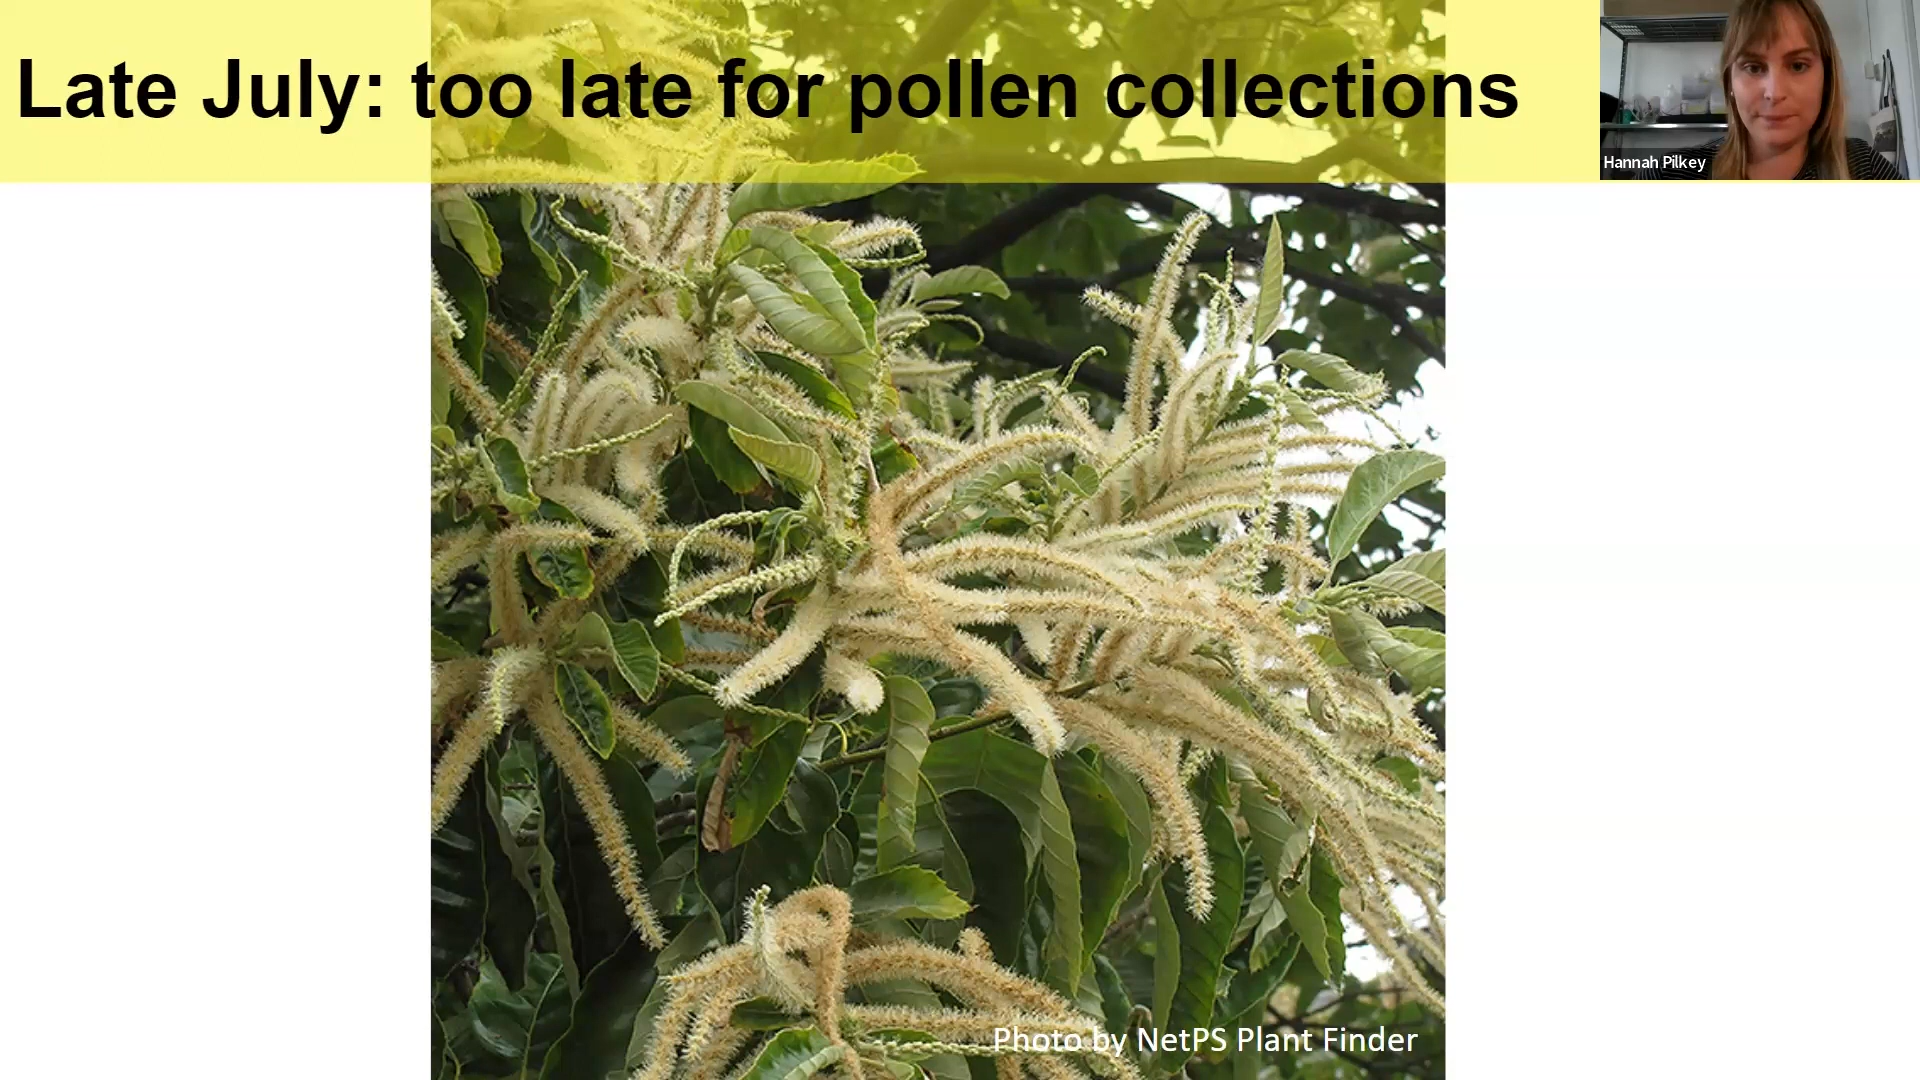 Late July: too late for pollen collections
Hannah Pilkey
Photo by NetPS Plant Finder